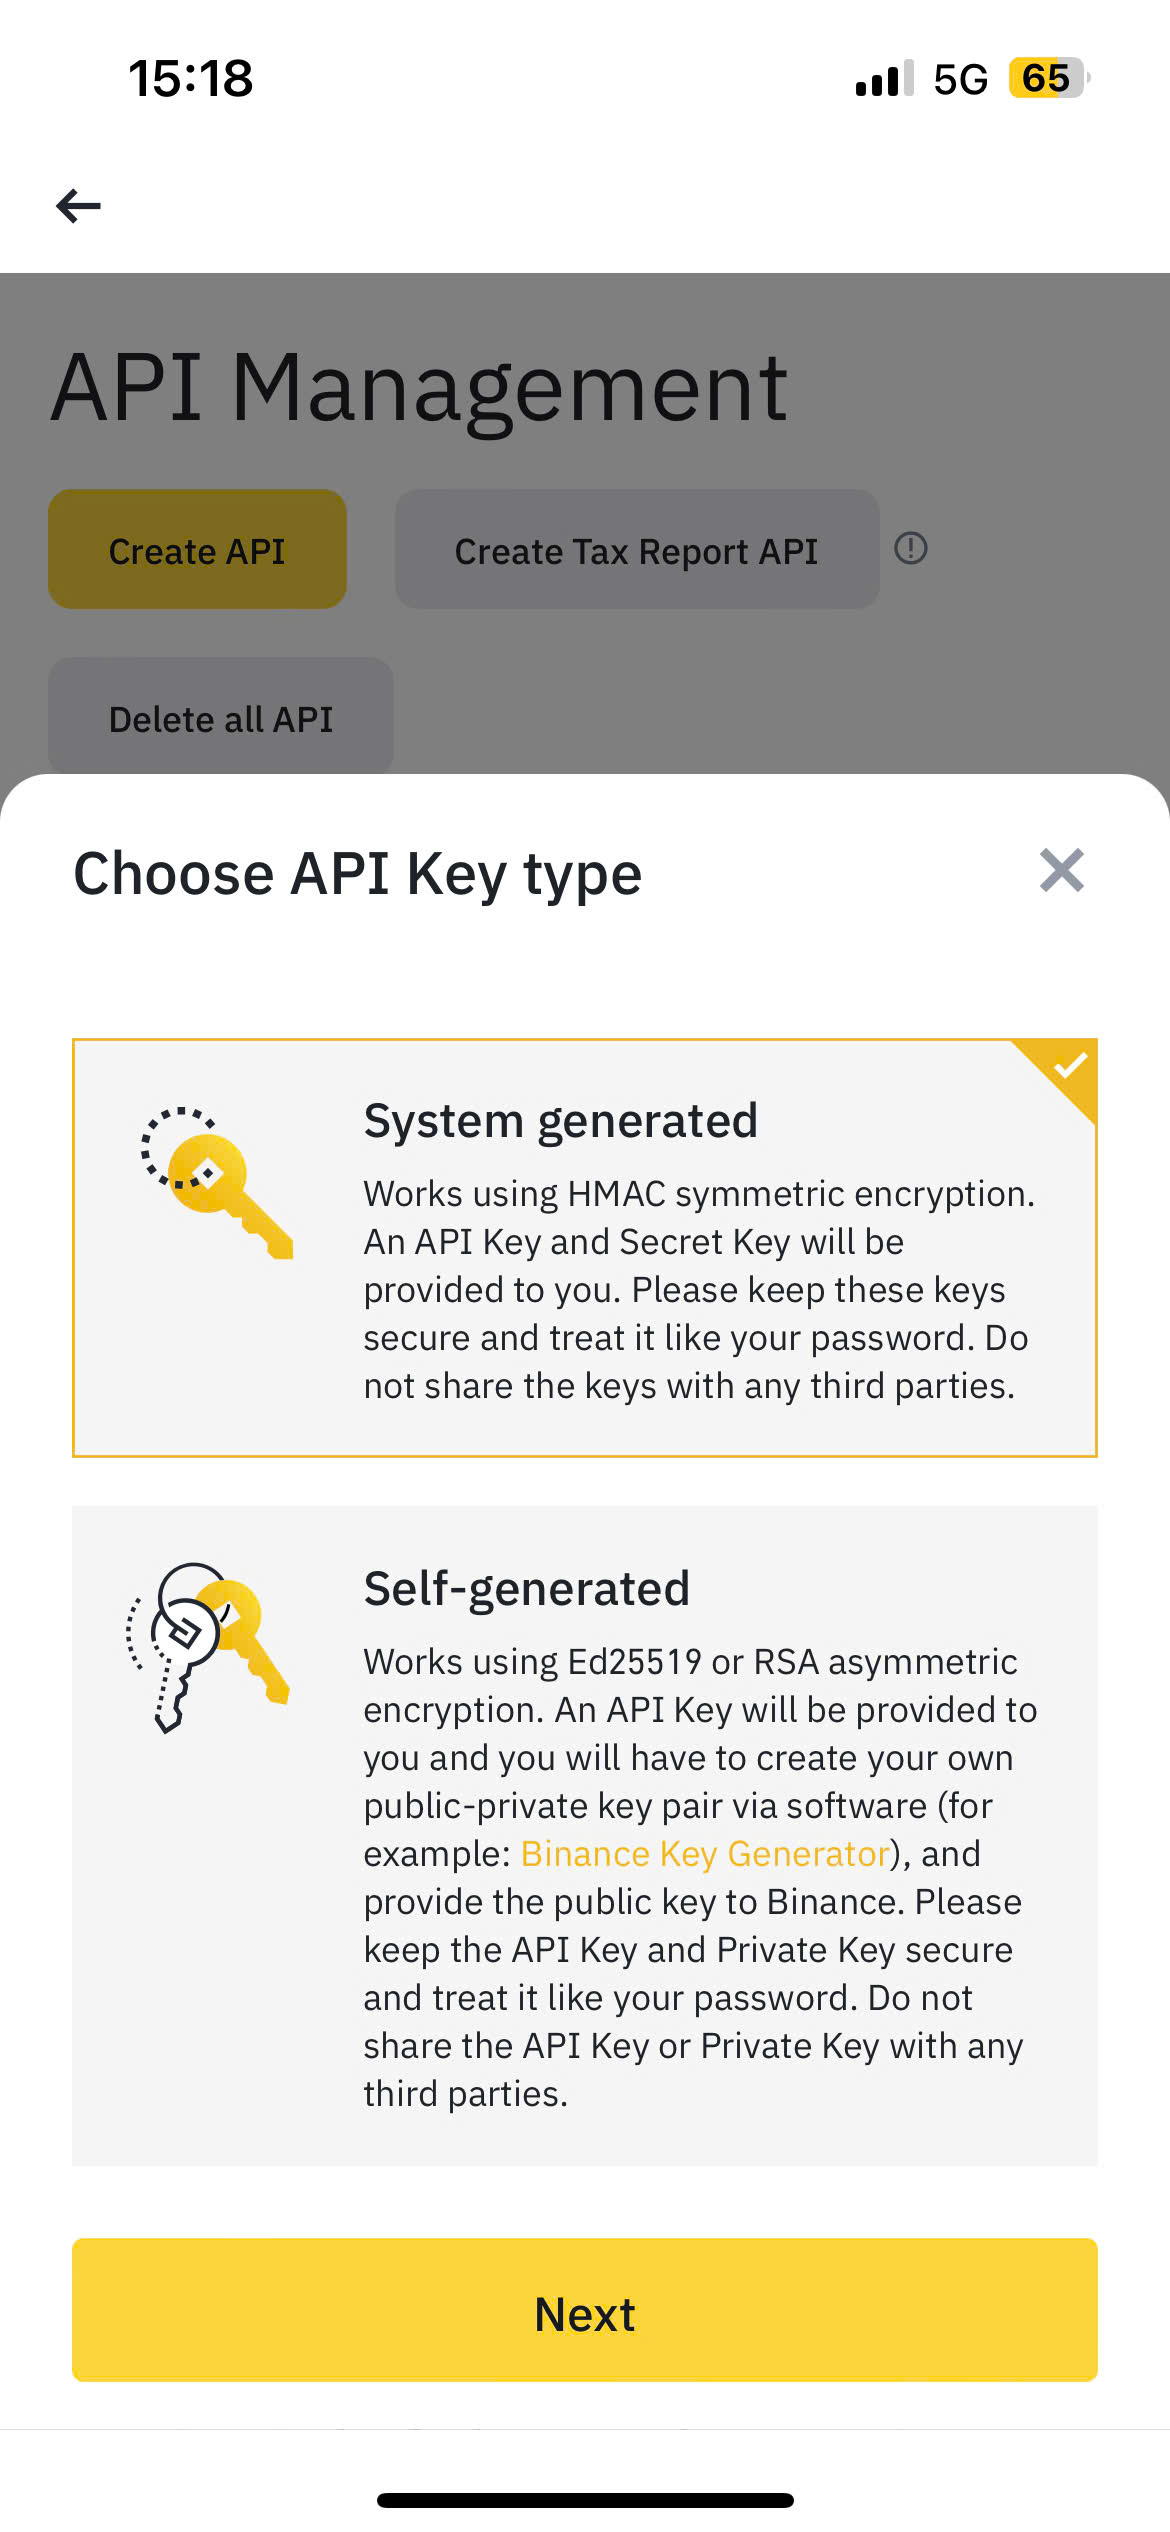 15:18
5G 65
API Management
Create API
Create Tax Report API
Delete all API
Choose API Key type
System generated
Works using HMAC symmetric encryption.
An API Key and Secret Key will be
provided to you. Please keep these keys
secure and treat it like your password. Do
not share the keys with any third parties.
Self-generated
Works using Ed25519 or RSA asymmetric
encryption. An API Key will be provided to
you and you will have to create your own
public-private key pair via software (for
example: Binance Key Generator), and
provide the public key to Binance. Please
keep the API Key and Private Key secure
and treat it like your password. Do not
share the API Key or Private Key with any
third parties.
Next